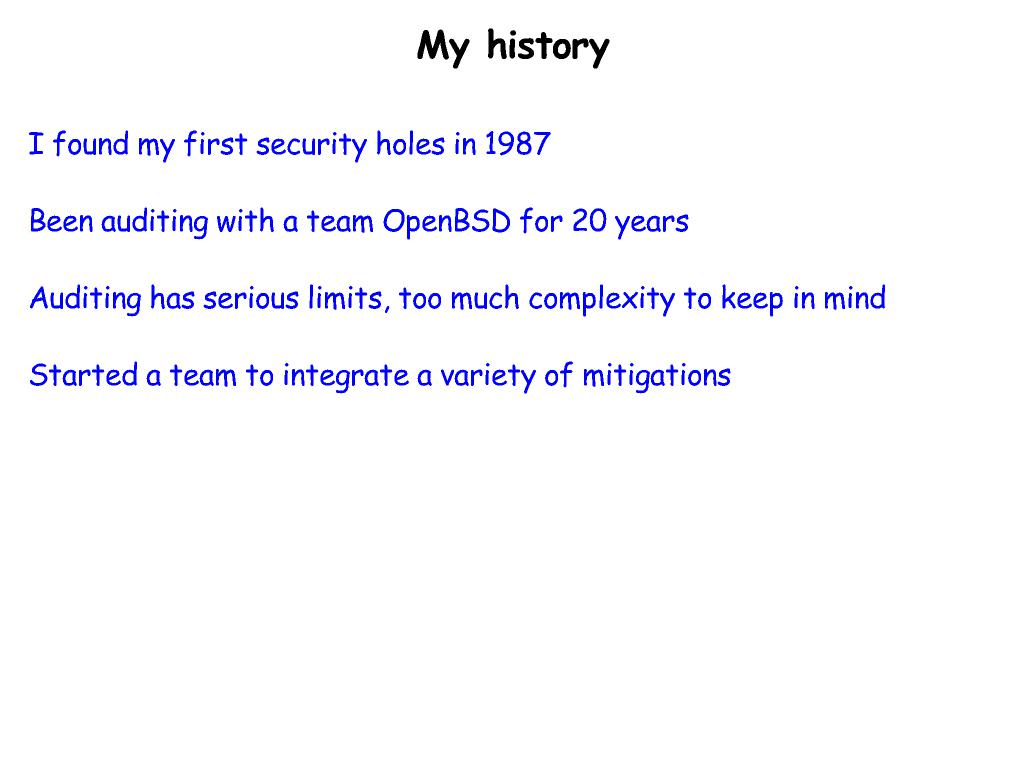 My history
I found my first security holes in 1987
Been auditing with a team OpenBSD for 20 years
Auditing has serious limits, too much complexity to keep in mind
Started a team to integrate a variety of mitigations